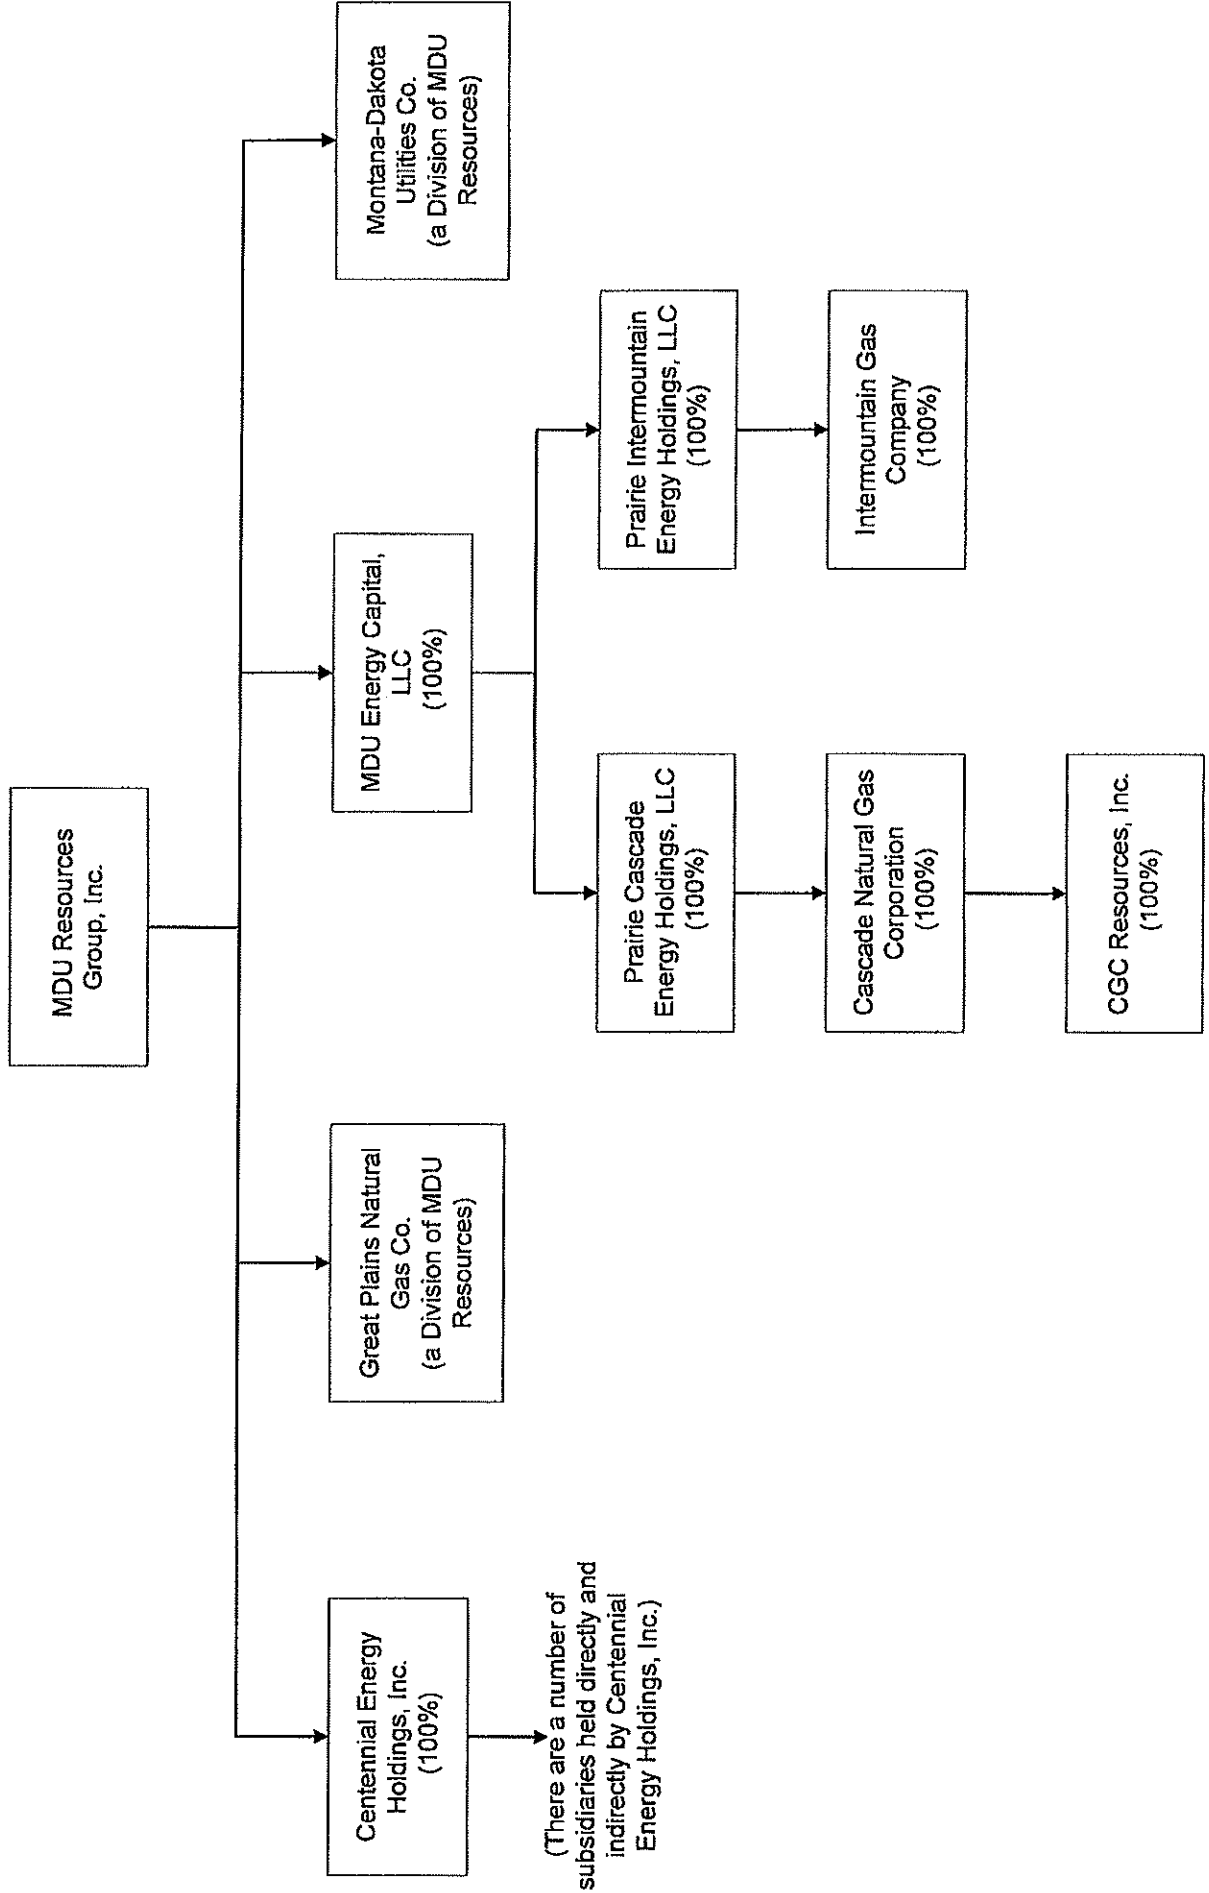 MDU Resources
Group, Inc.
Centennial Energy
Holdings, Inc.
(100%)
(There are a number of
subsidiaries held directly and
indirectly by Centennial
Energy Holdings, Inc.)
Great Plains Natural
Gas Co.
(a Division of MDU
Resources)
MDU Energy Capital,
LLC
(100%)
Prairie Cascade
Energy Holdings, LLC
(100%)
Cascade Natural Gas
Corporation
(100%)
CGC Resources, Inc.
(100%)
Prairie Intermountain
Energy Holdings, LLC
(100%)
Intermountain Gas
Company
(100%)
Montana-Dakota
Utilities Co.
(a Division of MDU
Resources)